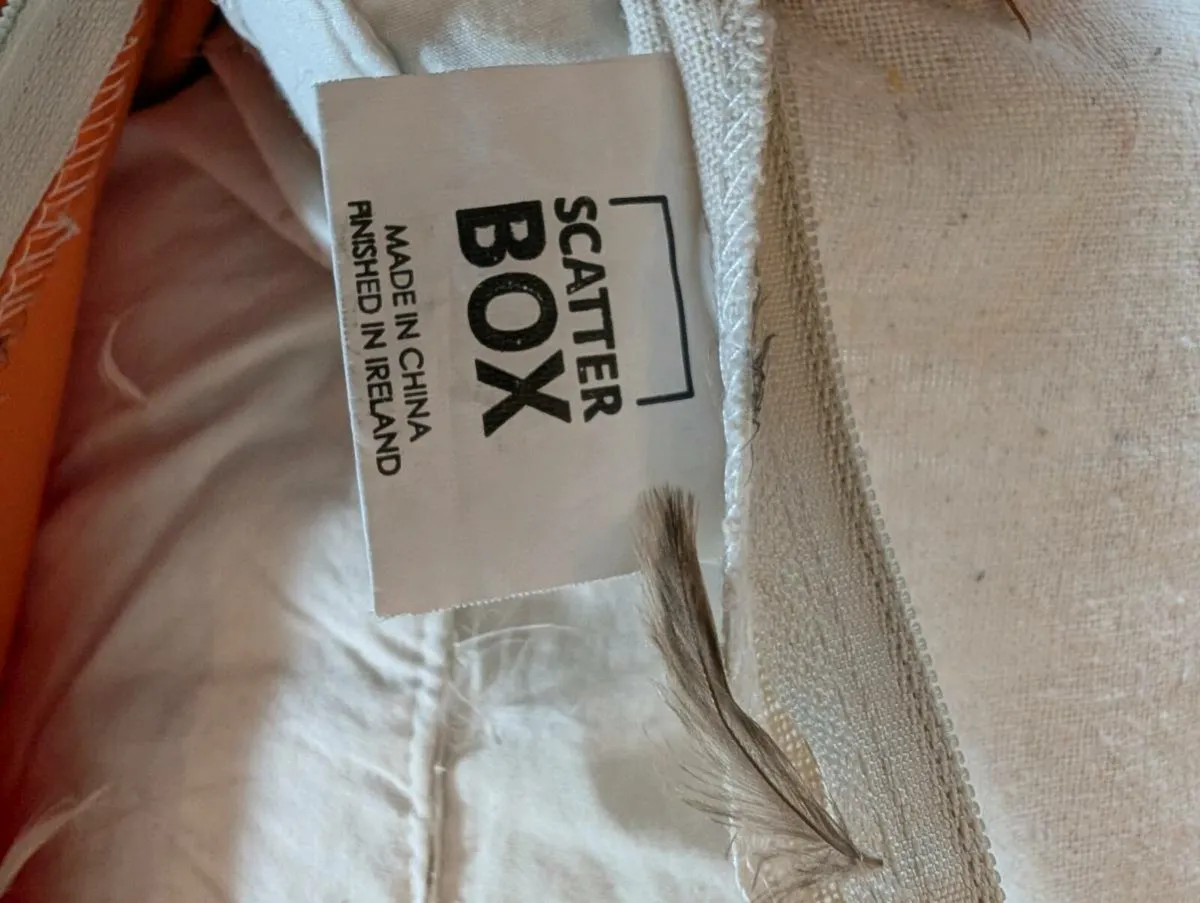 SCATTER
BOX
MADE IN CHINA
FINISHED IN IRELAND